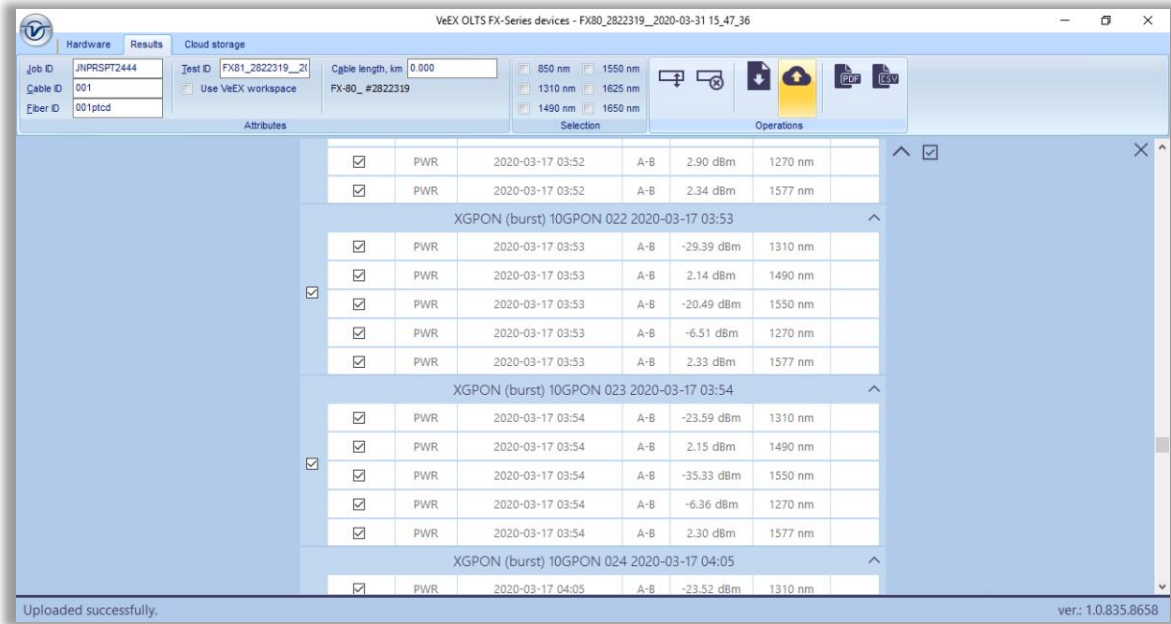 VeEX OLTS FX-Series devices - FX80_2822319__2020-03-31 15_47_36
Hardware Results Cloud storage
Job ID JNPRSPT2444
Cable ID 001
Fiber ID 001ptcd
Test ID FX81_2822319__2(
Use VeEX workspace
Attributes
Cable length, km 0.000
FX-80_ #2822319
850 nm 1550 nm
1310 nm 1625 nm
1490 nm 1650 nm
Selection
PDF CSV
Operations
PWR 2020-03-17 03:52 A-B 2.90 dBm 1270 nm
PWR 2020-03-17 03:52 A-B 2.34 dBm 1577 nm
XGPON (burst) 10GPON 022 2020-03-17 03:53
PWR 2020-03-17 03:53 A-B -29.39 dBm 1310 nm
PWR 2020-03-17 03:53 A-B 2.14 dBm 1490 nm
PWR 2020-03-17 03:53 A-B -20.49 dBm 1550 nm
PWR 2020-03-17 03:53 A-B -6.51 dBm 1270 nm
PWR 2020-03-17 03:53 A-B 2.33 dBm 1577 nm
XGPON (burst) 10GPON 023 2020-03-17 03:54
PWR 2020-03-17 03:54 A-B -23.59 dBm 1310 nm
PWR 2020-03-17 03:54 A-B 2.15 dBm 1490 nm
PWR 2020-03-17 03:54 A-B -35.33 dBm 1550 nm
PWR 2020-03-17 03:54 A-B -6.36 dBm 1270 nm
PWR 2020-03-17 03:54 A-B 2.30 dBm 1577 nm
XGPON (burst) 10GPON 024 2020-03-17 04:05
PWR 2020-03-17 04:05 A-B -23.52 dBm 1310 nm
Uploaded successfully. ver.: 1.0.835.8658